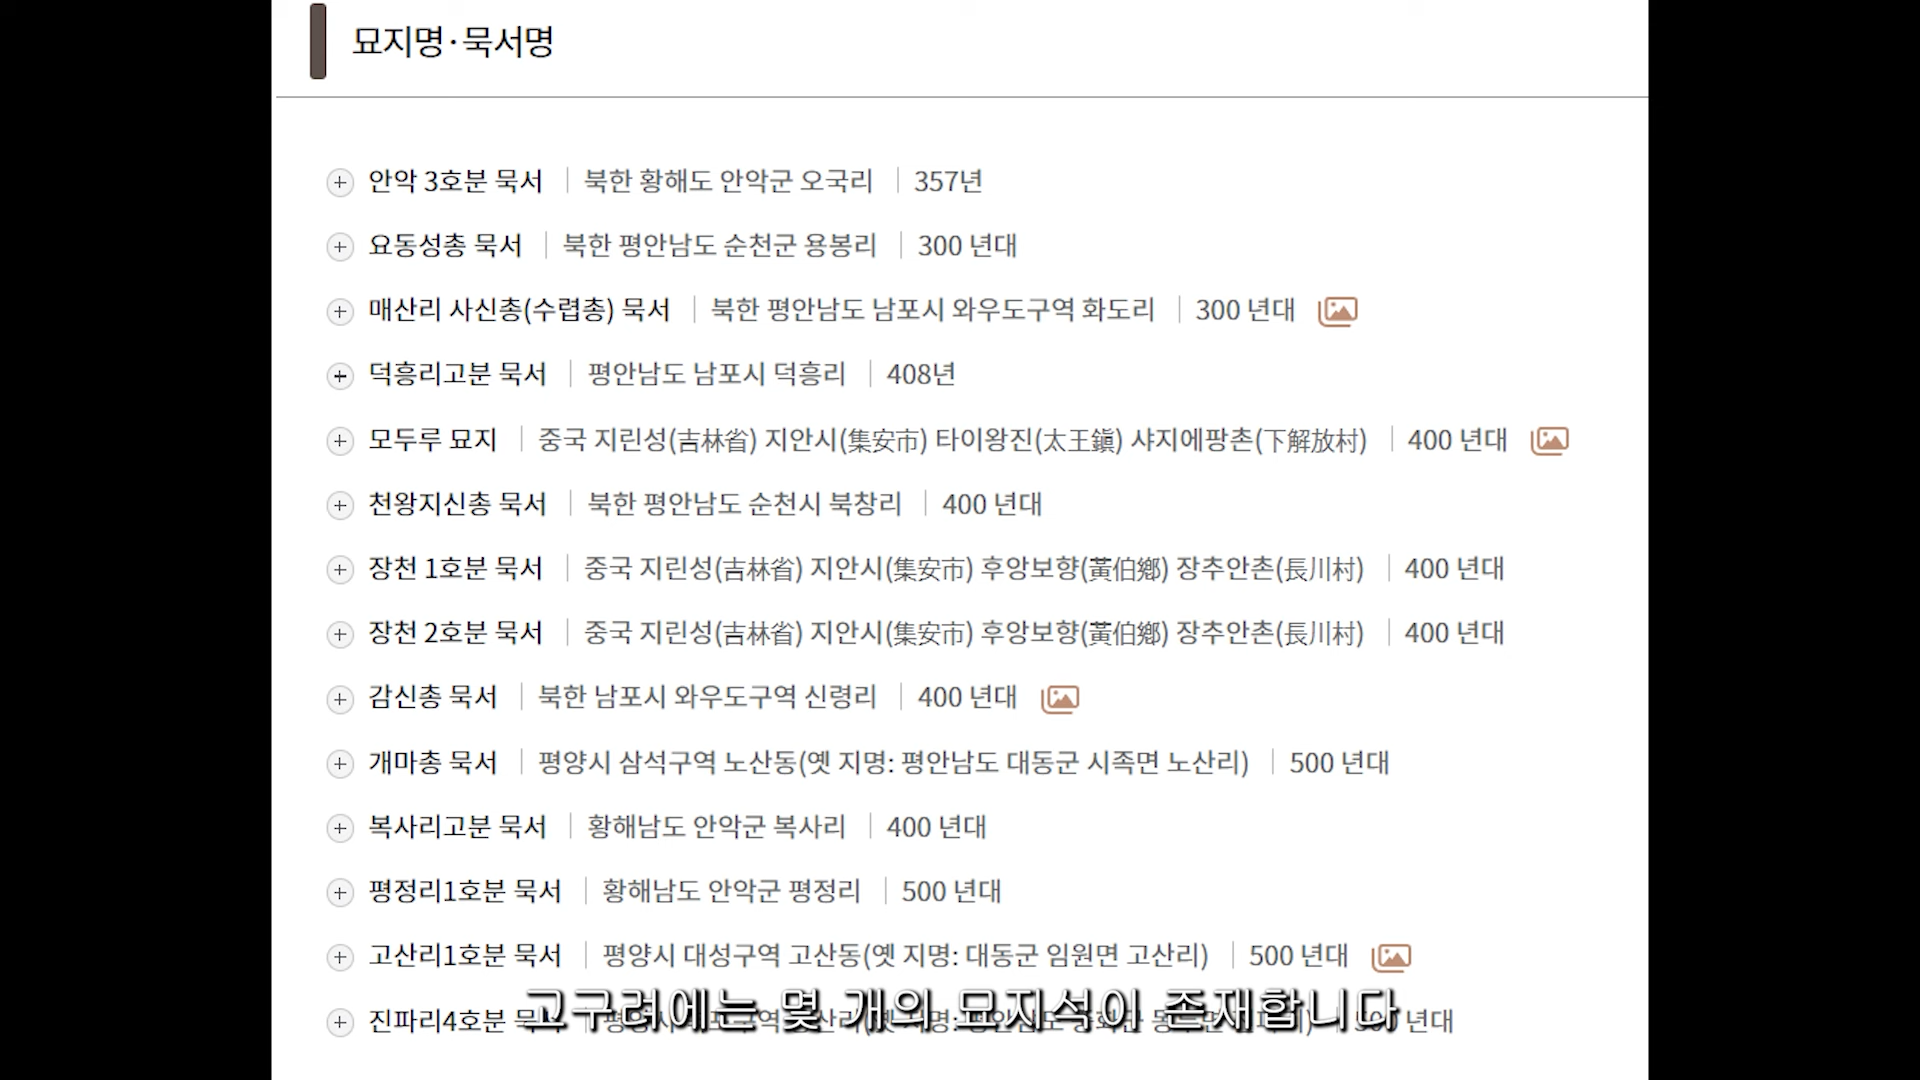 묘지명·묵서명
안악 3호분 묵서 | 북한 황해도 안악군 오국리 | 357년
요동성총 묵서 | 북한 평안남도 순천군 용봉리 | 300 년대
매산리 사신총(수렵총) 묵서 | 북한 평안남도 남포시 와우도구역 화도리 | 300 년대
덕흥리고분 묵서 | 평안남도 남포시 덕흥리 | 408년
모두루 묘지 | 중국 지린성(吉林省) 지안시(集安市) 타이왕진(太王鎭) 샤지에팡촌(下解放村) | 400 년대
천왕지신총 묵서 | 북한 평안남도 순천시 북창리 | 400 년대
장천 1호분 묵서 | 중국 지린성(吉林省) 지안시(集安市) 후앙보향(黃伯鄕) 장추안촌(長川村) | 400 년대
장천 2호분 묵서 | 중국 지린성(吉林省) 지안시(集安市) 후앙보향(黃伯鄕) 장추안촌(長川村) | 400 년대
감신총 묵서 | 북한 남포시 와우도구역 신령리 | 400 년대
개마총 묵서 | 평양시 삼석구역 노산동(옛 지명: 평안남도 대동군 시족면 노산리) | 500 년대
복사리고분 묵서 | 황해남도 안악군 복사리 | 400 년대
평정리1호분 묵서 | 황해남도 안악군 평정리 | 500 년대
고산리1호분 묵서 | 평양시 대성구역 고산동(옛 지명: 대동군 임원면 고산리) | 500 년대
진파리4호분 년대
고구려에는 몇 개의 묘지석이 존재합니다